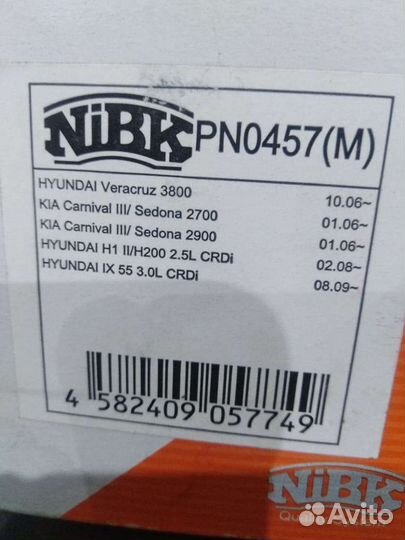 NiBK PN0457(M)
HYUNDAI Veracruz 3800 10.06~
KIA Carnival III/ Sedona 2700 01.06~
KIA Carnival III/ Sedona 2900 01.06~
HYUNDAI H1 II/H200 2.5L CRDi 02.08~
HYUNDAI IX 55 3.0L CRDi 08.09~
4 582409 057749
NiBK
Avito